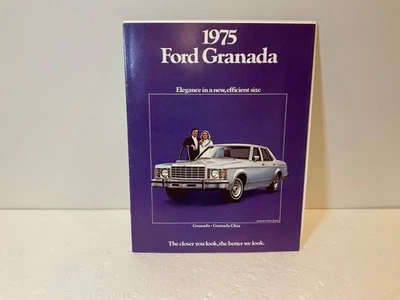 1975
Ford Granada
Elegance in a new, efficient size
Granada • Granada Ghia
The closer you look, the better we look.